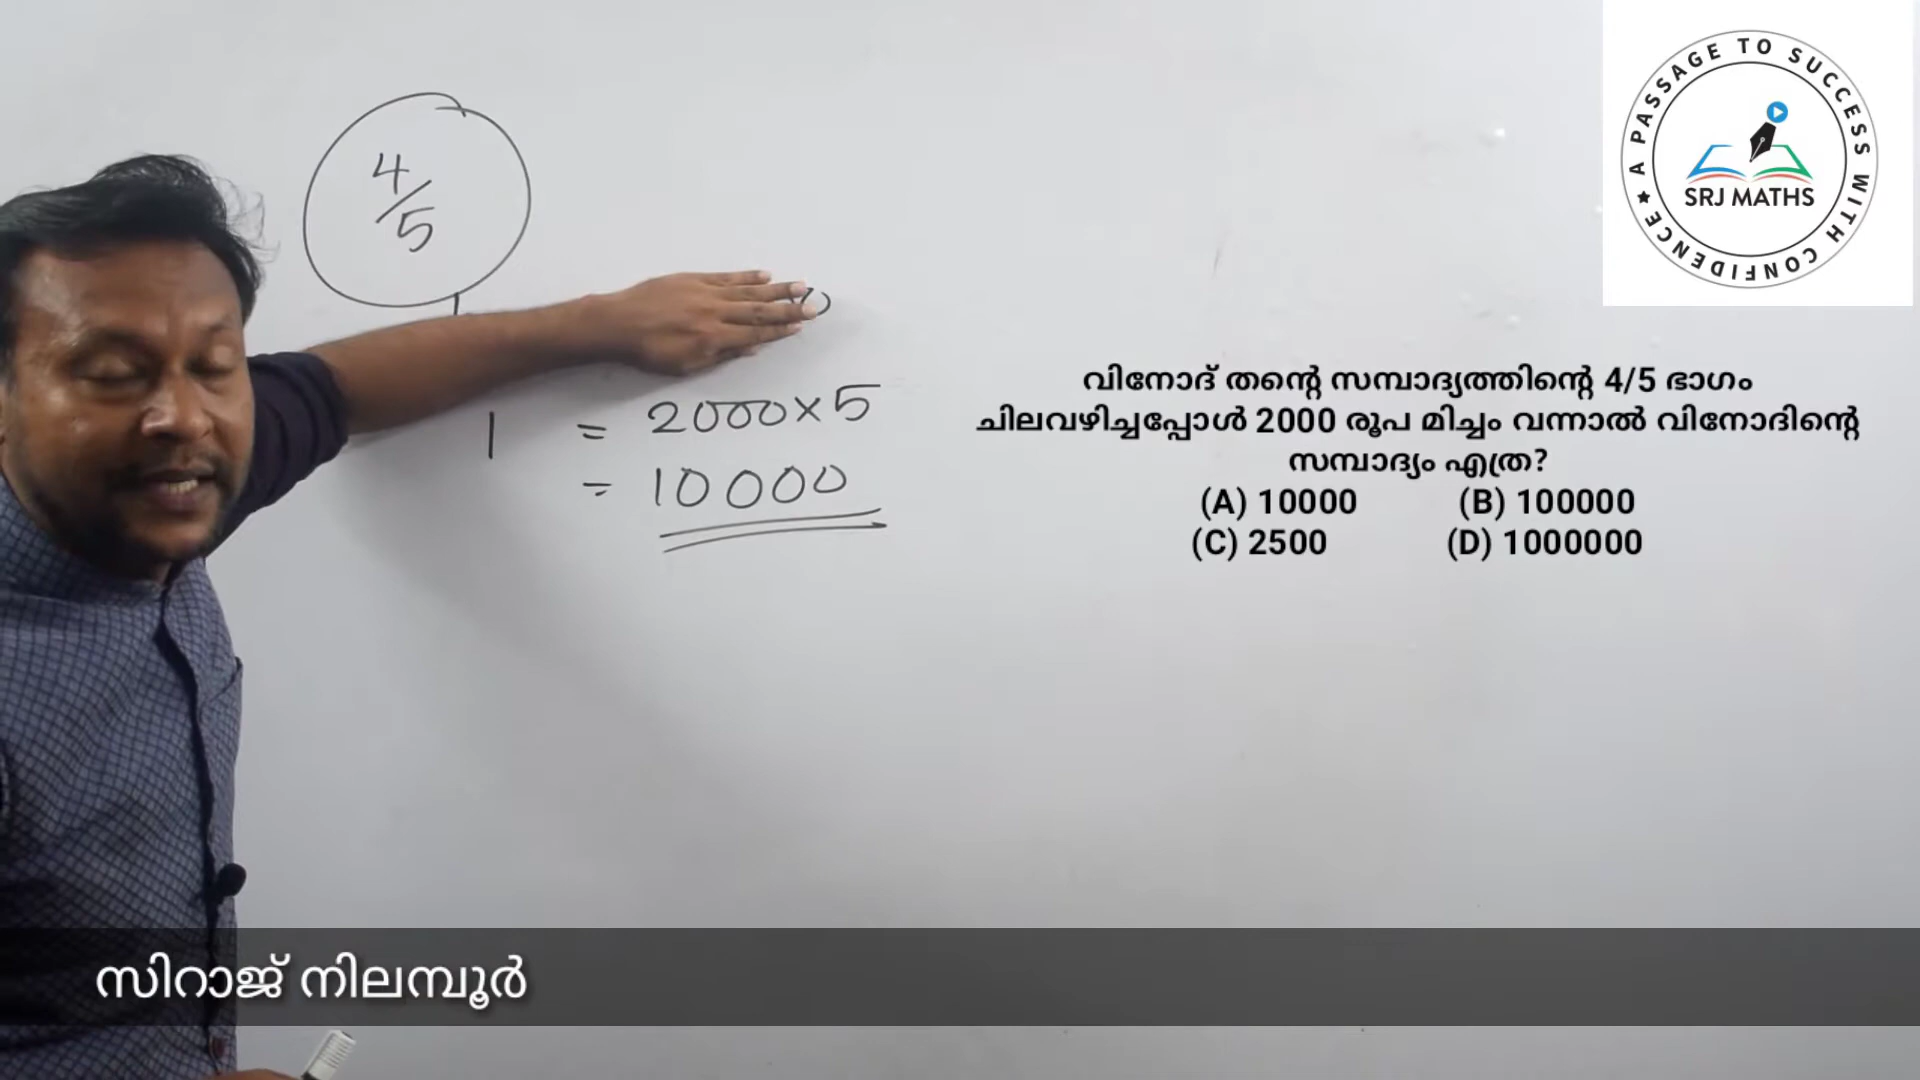 A PASSAGE TO SUCCESS WITH CONFIDENCE ★
SRJ MATHS
4/5
1 = 2000×5
= 10000
വിനോദ് തന്റെ സമ്പാദ്യത്തിന്റെ 4/5 ഭാഗം
ചിലവഴിച്ചപ്പോൾ 2000 രൂപ മിച്ചം വന്നാൽ വിനോദിന്റെ
സമ്പാദ്യം എത്ര?
(A) 10000 (B) 100000
(C) 2500 (D) 1000000
സിറാജ് നിലമ്പൂർ